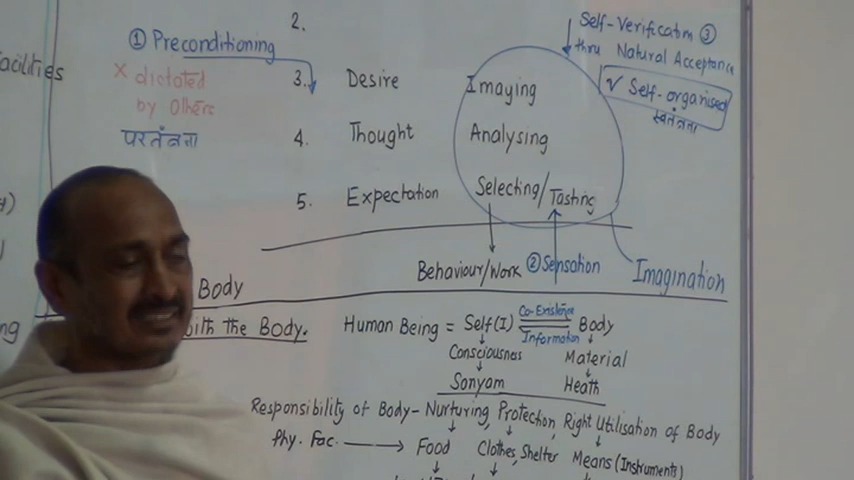 2.
① Preconditioning
Self-Verification ③
thru Natural Acceptance
acilities
x dictated
by others
परतंत्रता
3. Desire Imaging
√ Self-organised
स्वतंत्रता
4. Thought Analysing
5. Expectation Selecting/Tasting
Behaviour/Work ② Sensation
Imagination
Body
with the Body.
Human Being = Self(I) Co-Existence Body
Information
Consciousness Material
Sanyam Health
Responsibility of Body - Nurturing, Protection, Right Utilisation of Body
Phy. Fac. Food Clothes, Shelter Means (Instruments)